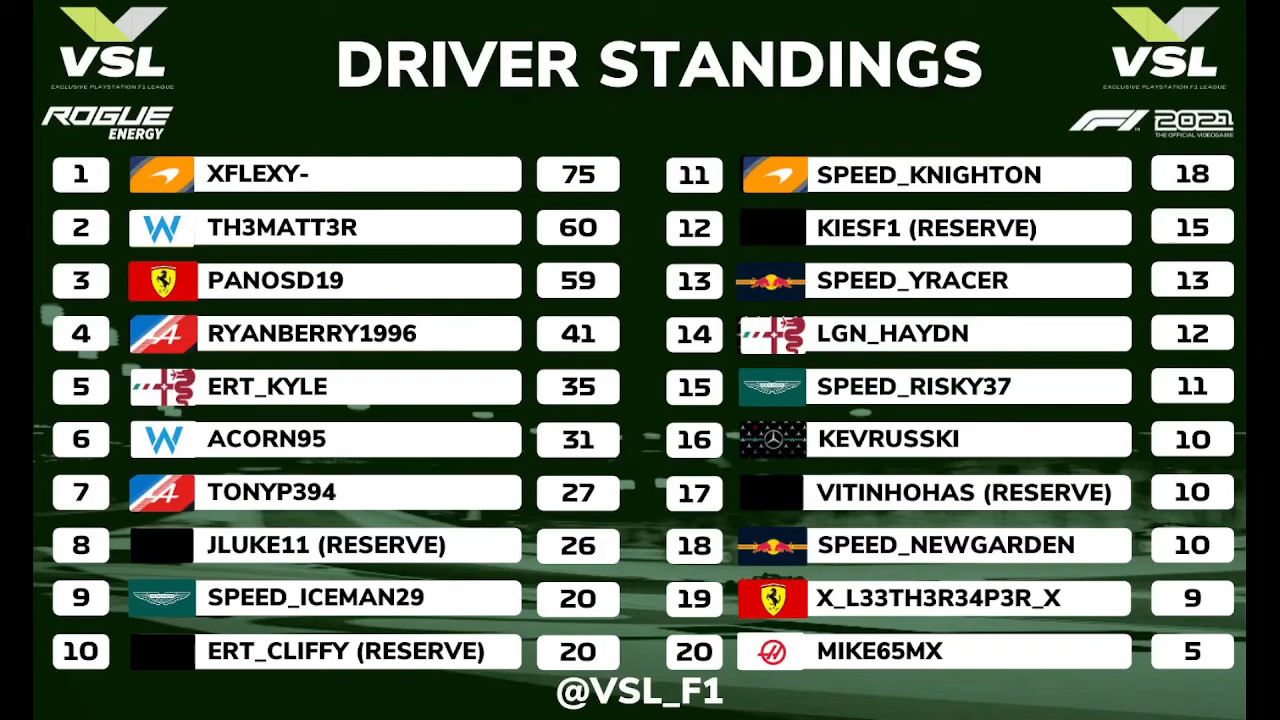 VSL
EXCLUSIVE PLAYSTATION F1 LEAGUE
ROGUE
ENERGY
DRIVER STANDINGS
VSL
EXCLUSIVE PLAYSTATION F1 LEAGUE
F1 2021
THE OFFICIAL VIDEOGAME
1 XFLEXY- 75
2 TH3MATT3R 60
3 PANOSD19 59
4 RYANBERRY1996 41
5 ERT_KYLE 35
6 ACORN95 31
7 TONYP394 27
8 JLUKE11 (RESERVE) 26
9 SPEED_ICEMAN29 20
10 ERT_CLIFFY (RESERVE) 20
11 SPEED_KNIGHTON 18
12 KIESF1 (RESERVE) 15
13 SPEED_YRACER 13
14 LGN_HAYDN 12
15 SPEED_RISKY37 11
16 KEVRUSSKI 10
17 VITINHOHAS (RESERVE) 10
18 SPEED_NEWGARDEN 10
19 X_L33TH3R34P3R_X 9
20 MIKE65MX 5
@VSL_F1